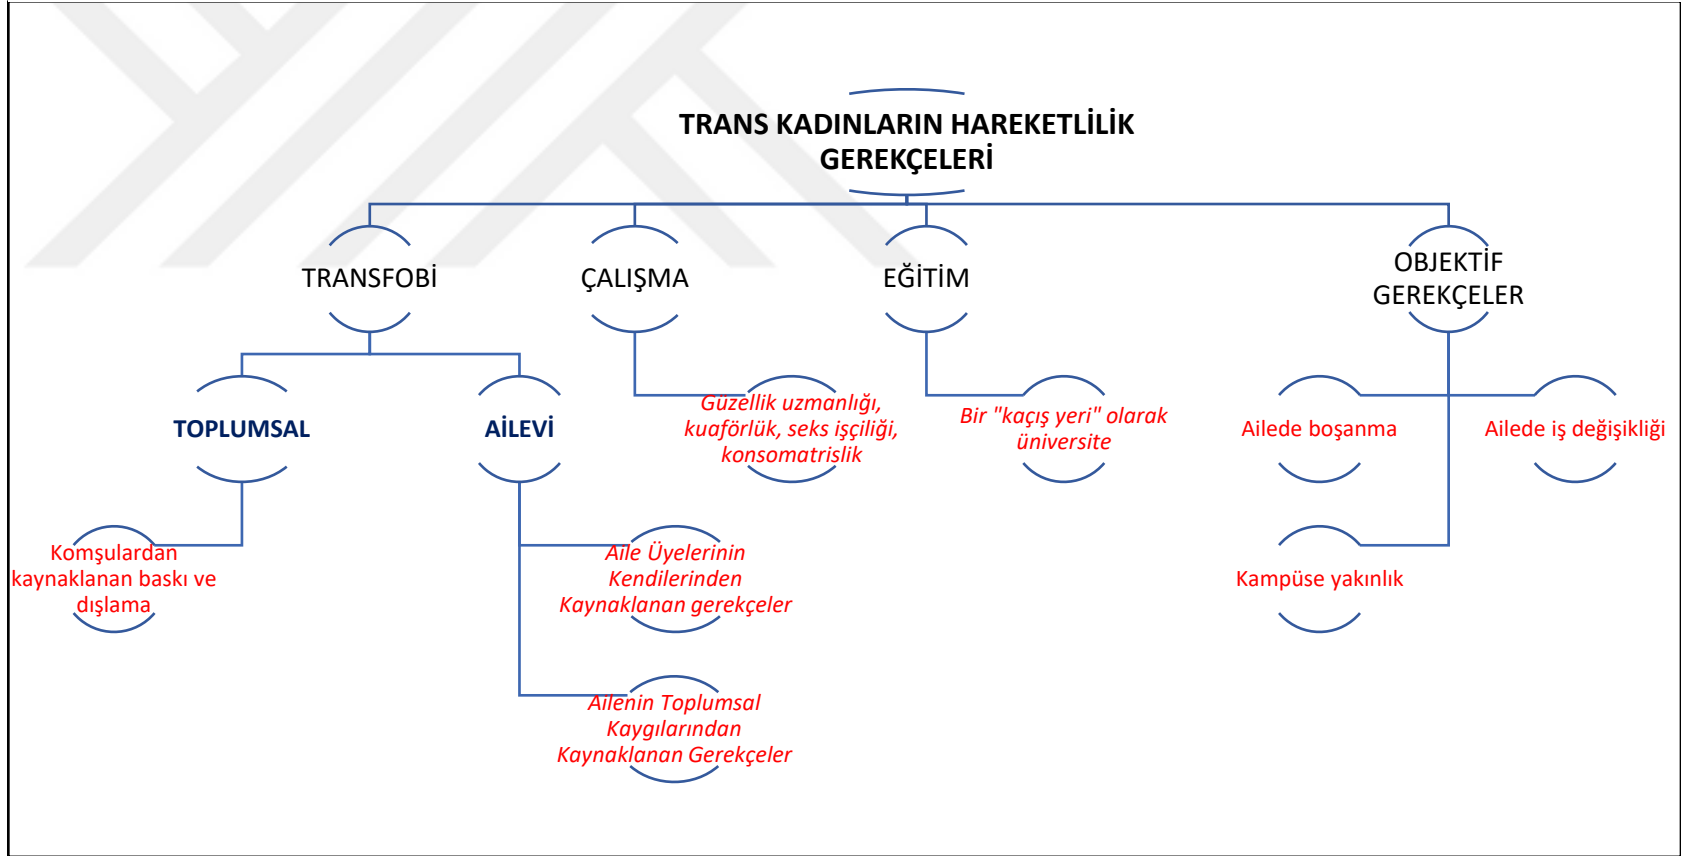 TRANS KADINLARIN HAREKETLİLİK
GEREKÇELERİ
TRANSFOBİ
ÇALIŞMA
EĞİTİM
OBJEKTİF
GEREKÇELER
TOPLUMSAL
AİLEVİ
Güzellik uzmanlığı,
kuaförlük, seks işçiliği,
konsomatrislik
Bir "kaçış yeri" olarak
üniversite
Ailede boşanma
Ailede iş değişikliği
Komşulardan
kaynaklanan baskı ve
dışlama
Aile Üyelerinin
Kendilerinden
Kaynaklanan gerekçeler
Kampüse yakınlık
Ailenin Toplumsal
Kaygılarından
Kaynaklanan Gerekçeler